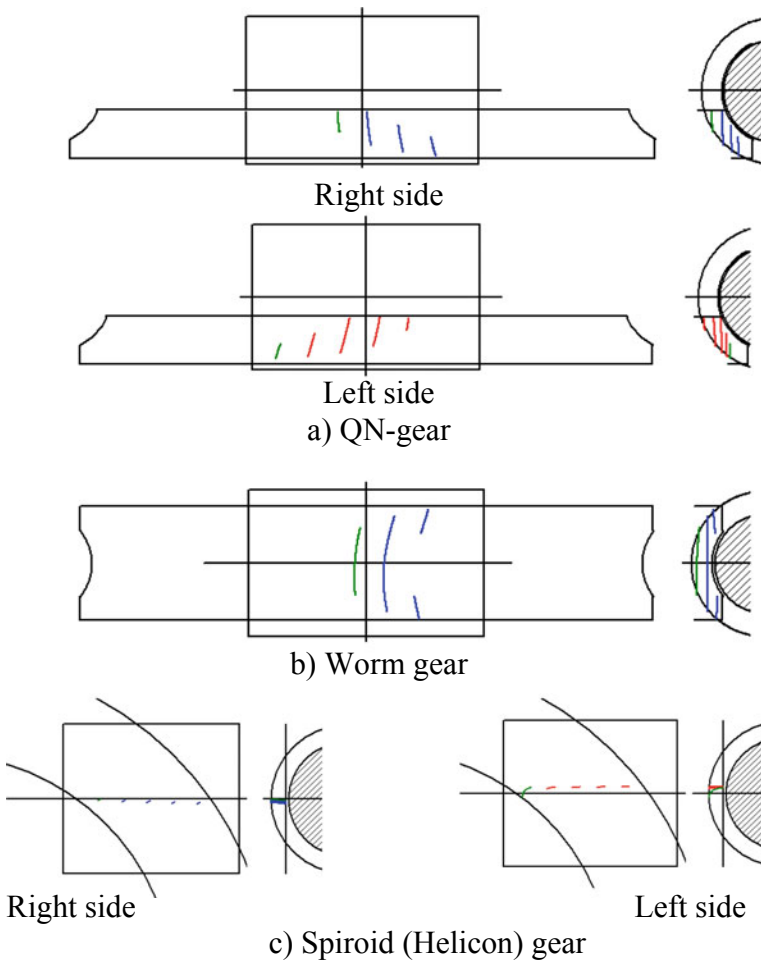 Right side
Left side
a) QN-gear
b) Worm gear
Right side
Left side
c) Spiroid (Helicon) gear